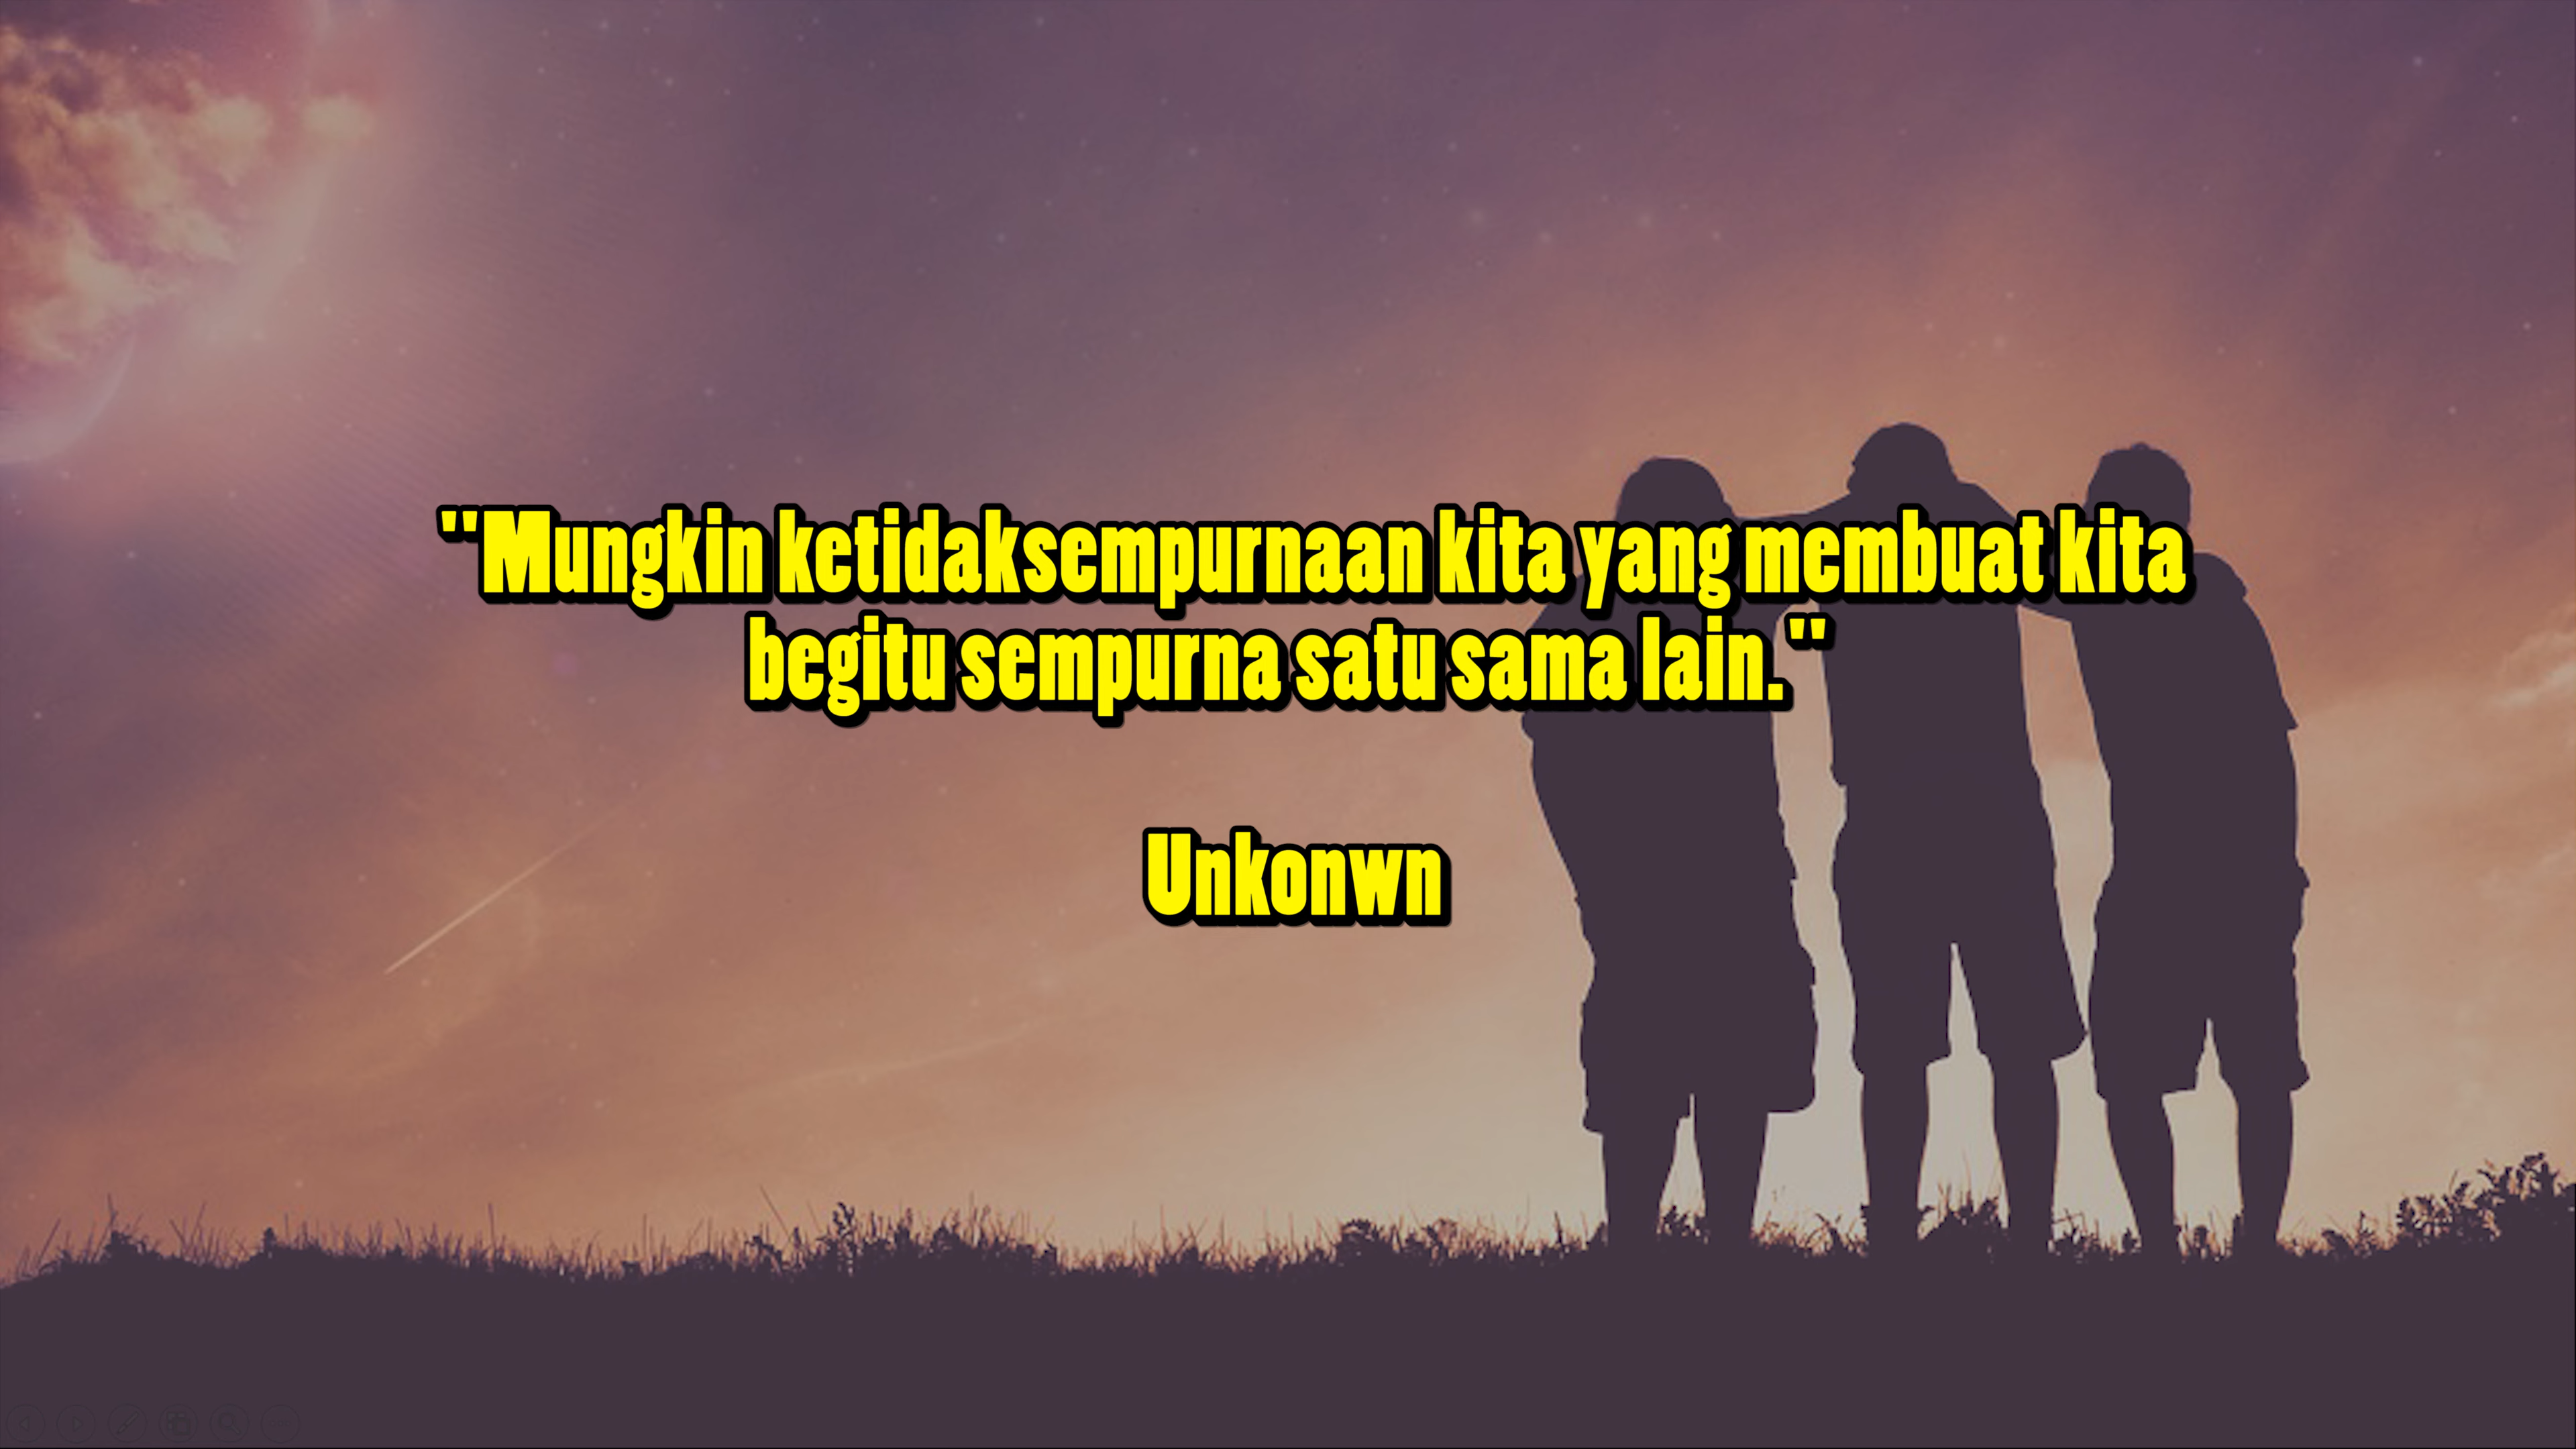 "Mungkin ketidaksempurnaan kita yang membuat kita
begitu sempurna satu sama lain."
Unkonwn